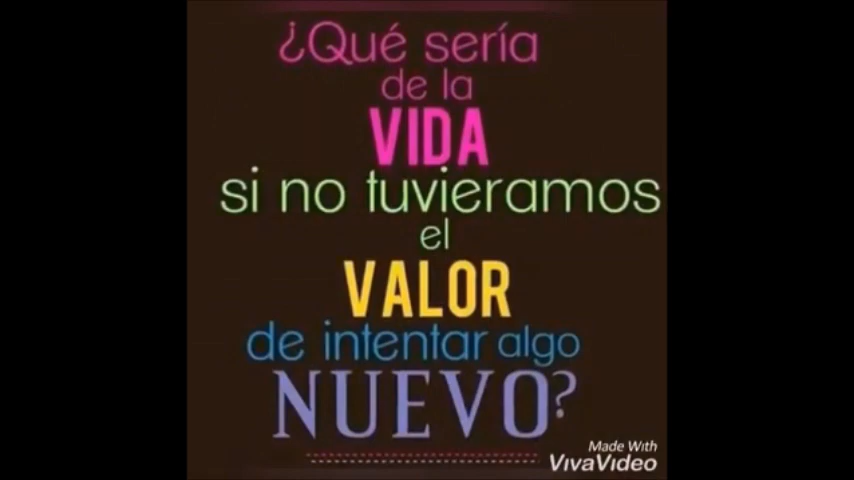 ¿Qué sería
de la
VIDA
si no tuvieramos
el
VALOR
de intentar algo
NUEVO?
Made With
VivaVideo